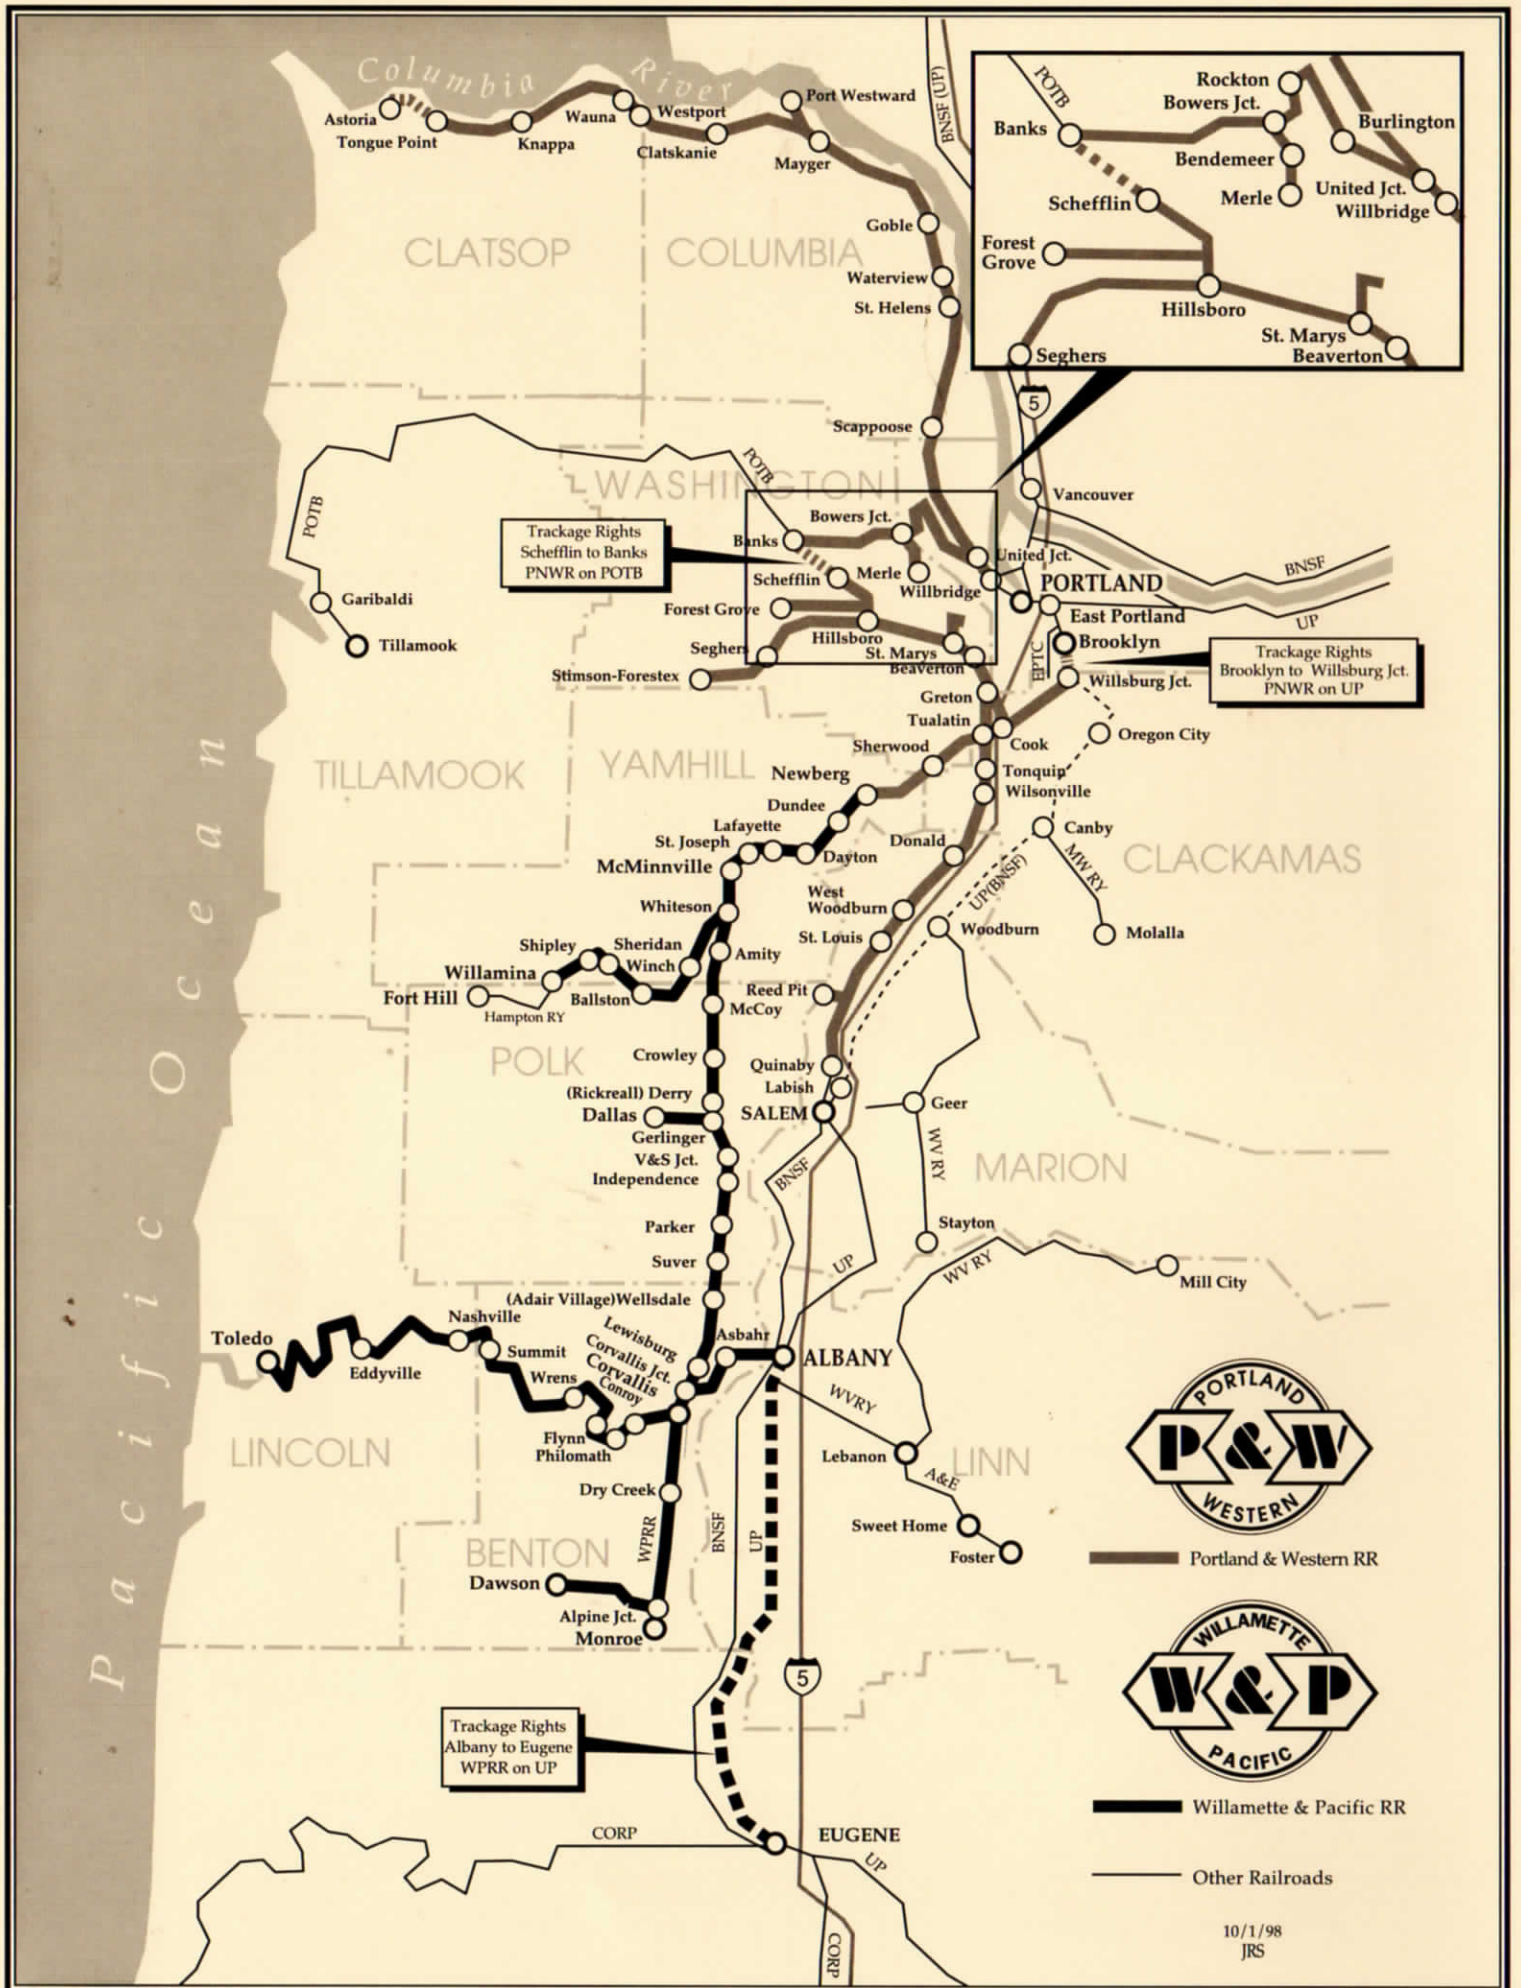 Columbia River
Astoria
Tongue Point
Knappa
Wauna
Westport
Clatskanie
Port Westward
Mayger
Goble
Waterview
St. Helens
Scappoose
BNSF (UP)
POTB
Banks
Rockton
Bowers Jct.
Burlington
Bendemeer
Merle
United Jct.
Willbridge
Schefflin
Forest
Grove
Hillsboro
St. Marys
Beaverton
Seghers
5
CLATSOP
COLUMBIA
WASHINGTON
POTB
POTB
Garibaldi
Tillamook
Trackage Rights
Schefflin to Banks
PNWR on POTB
Banks
Bowers Jct.
Schefflin
Merle
Forest Grove
Hillsboro
Seghers
St. Marys
Beaverton
Stimson-Forestex
United Jct.
Willbridge
Vancouver
BNSF
UP
PORTLAND
East Portland
Brooklyn
EPTC
Willsburg Jct.
Trackage Rights
Brooklyn to Willsburg Jct.
PNWR on UP
Greton
Tualatin
Cook
Oregon City
Sherwood
Tonquin
Wilsonville
Newberg
Dundee
Lafayette
St. Joseph
Dayton
McMinnville
Donald
Canby
MW RY
Molalla
UP(BNSF)
TILLAMOOK
YAMHILL
CLACKAMAS
Whiteson
West
Woodburn
Woodburn
St. Louis
Shipley
Sheridan
Winch
Amity
Willamina
Fort Hill
Hampton RY
Ballston
McCoy
Reed Pit
POLK
Crowley
Quinaby
Labish
(Rickreall) Derry
Dallas
SALEM
Geer
Gerlinger
V&S Jct.
Independence
WV RY
MARION
Parker
Suver
BNSF
UP
Stayton
WV RY
Mill City
(Adair Village)Wellsdale
Pacific Ocean
Toledo
Nashville
Eddyville
Summit
Wrens
Lewisburg
Corvallis Jct.
Corvallis
Conroy
Asbahr
ALBANY
WVRY
Flynn
Philomath
Lebanon
A&E
LINN
LINCOLN
Dry Creek
Sweet Home
Foster
WPRR
BNSF
UP
BENTON
Dawson
Alpine Jct.
Monroe
5
Trackage Rights
Albany to Eugene
WPRR on UP
CORP
EUGENE
UP
CORP
PORTLAND
P&W
WESTERN
Portland & Western RR
WILLAMETTE
W&P
PACIFIC
Willamette & Pacific RR
Other Railroads
10/1/98
JRS